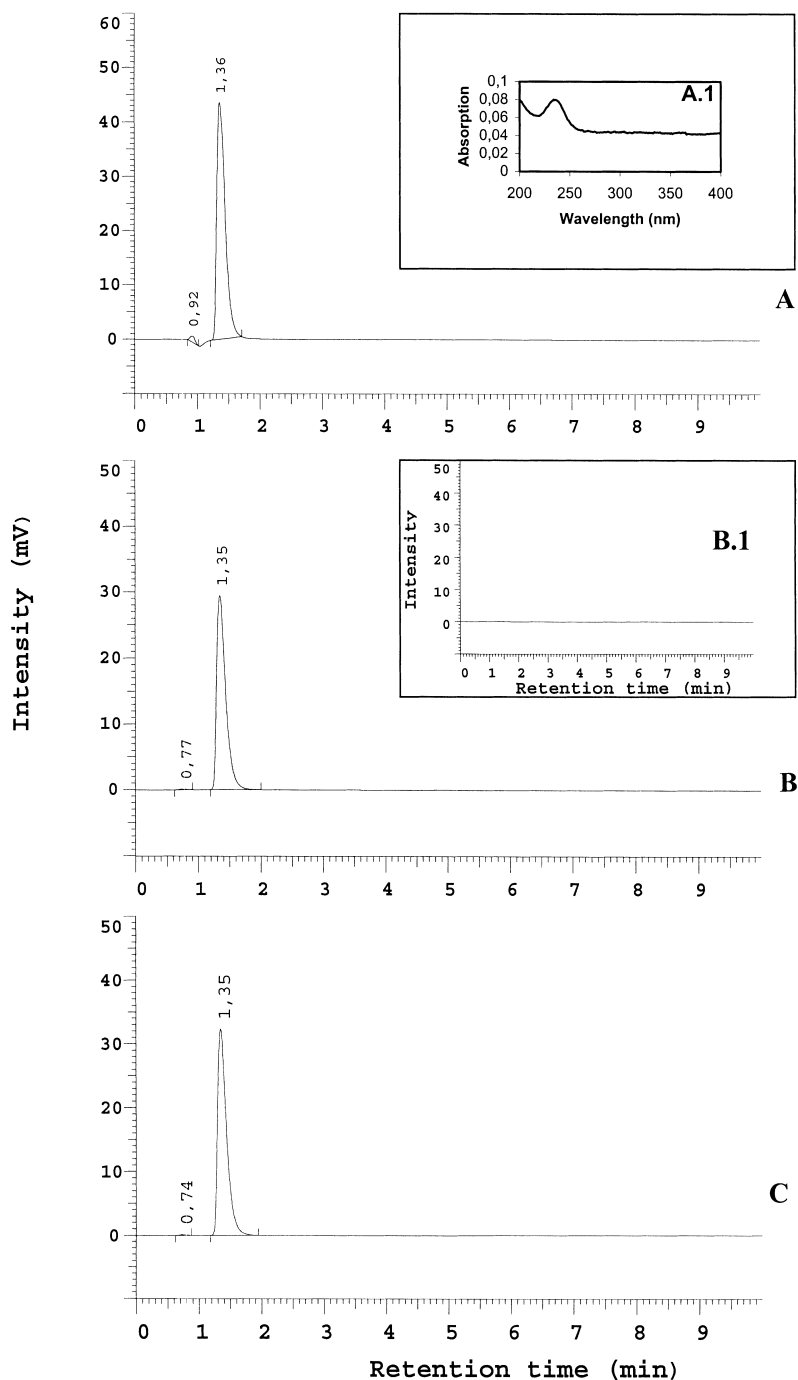 60
50
40
30
20
10
0
1,36
0,92
0 1 2 3 4 5 6 7 8 9
A.1
Absorption
0,1
0,08
0,06
0,04
0,02
0
200 250 300 350 400
Wavelength (nm)
A
Intensity (mV)
50
40
30
20
10
0
1,35
0,77
0 1 2 3 4 5 6 7 8 9
B.1
Intensity
50
40
30
20
10
0
0 1 2 3 4 5 6 7 8 9
Retention time (min)
B
50
40
30
20
10
0
1,35
0,74
0 1 2 3 4 5 6 7 8 9
C
Retention time (min)